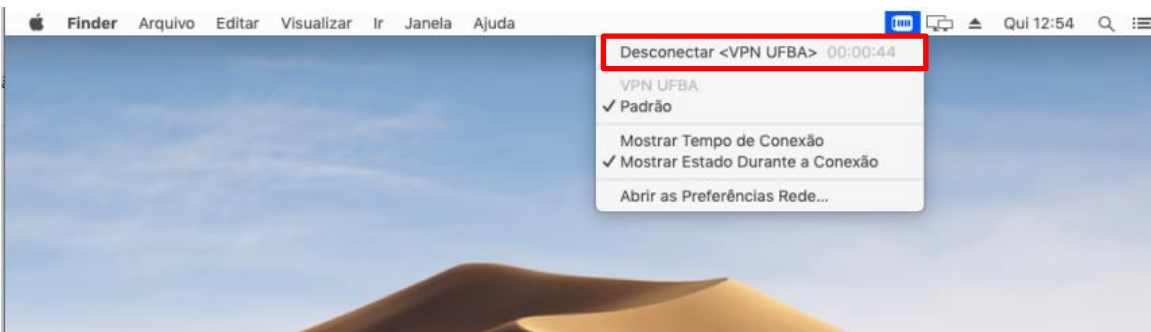 Finder Arquivo Editar Visualizar Ir Janela Ajuda Qui 12:54
Desconectar <VPN UFBA> 00:00:44
VPN UFBA
✓ Padrão
Mostrar Tempo de Conexão
✓ Mostrar Estado Durante a Conexão
Abrir as Preferências Rede...